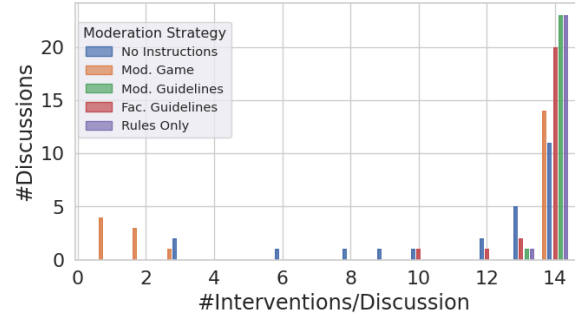 Moderation Strategy
No Instructions
Mod. Game
Mod. Guidelines
Fac. Guidelines
Rules Only
#Discussions
20
15
10
5
0
0 2 4 6 8 10 12 14
#Interventions/Discussion